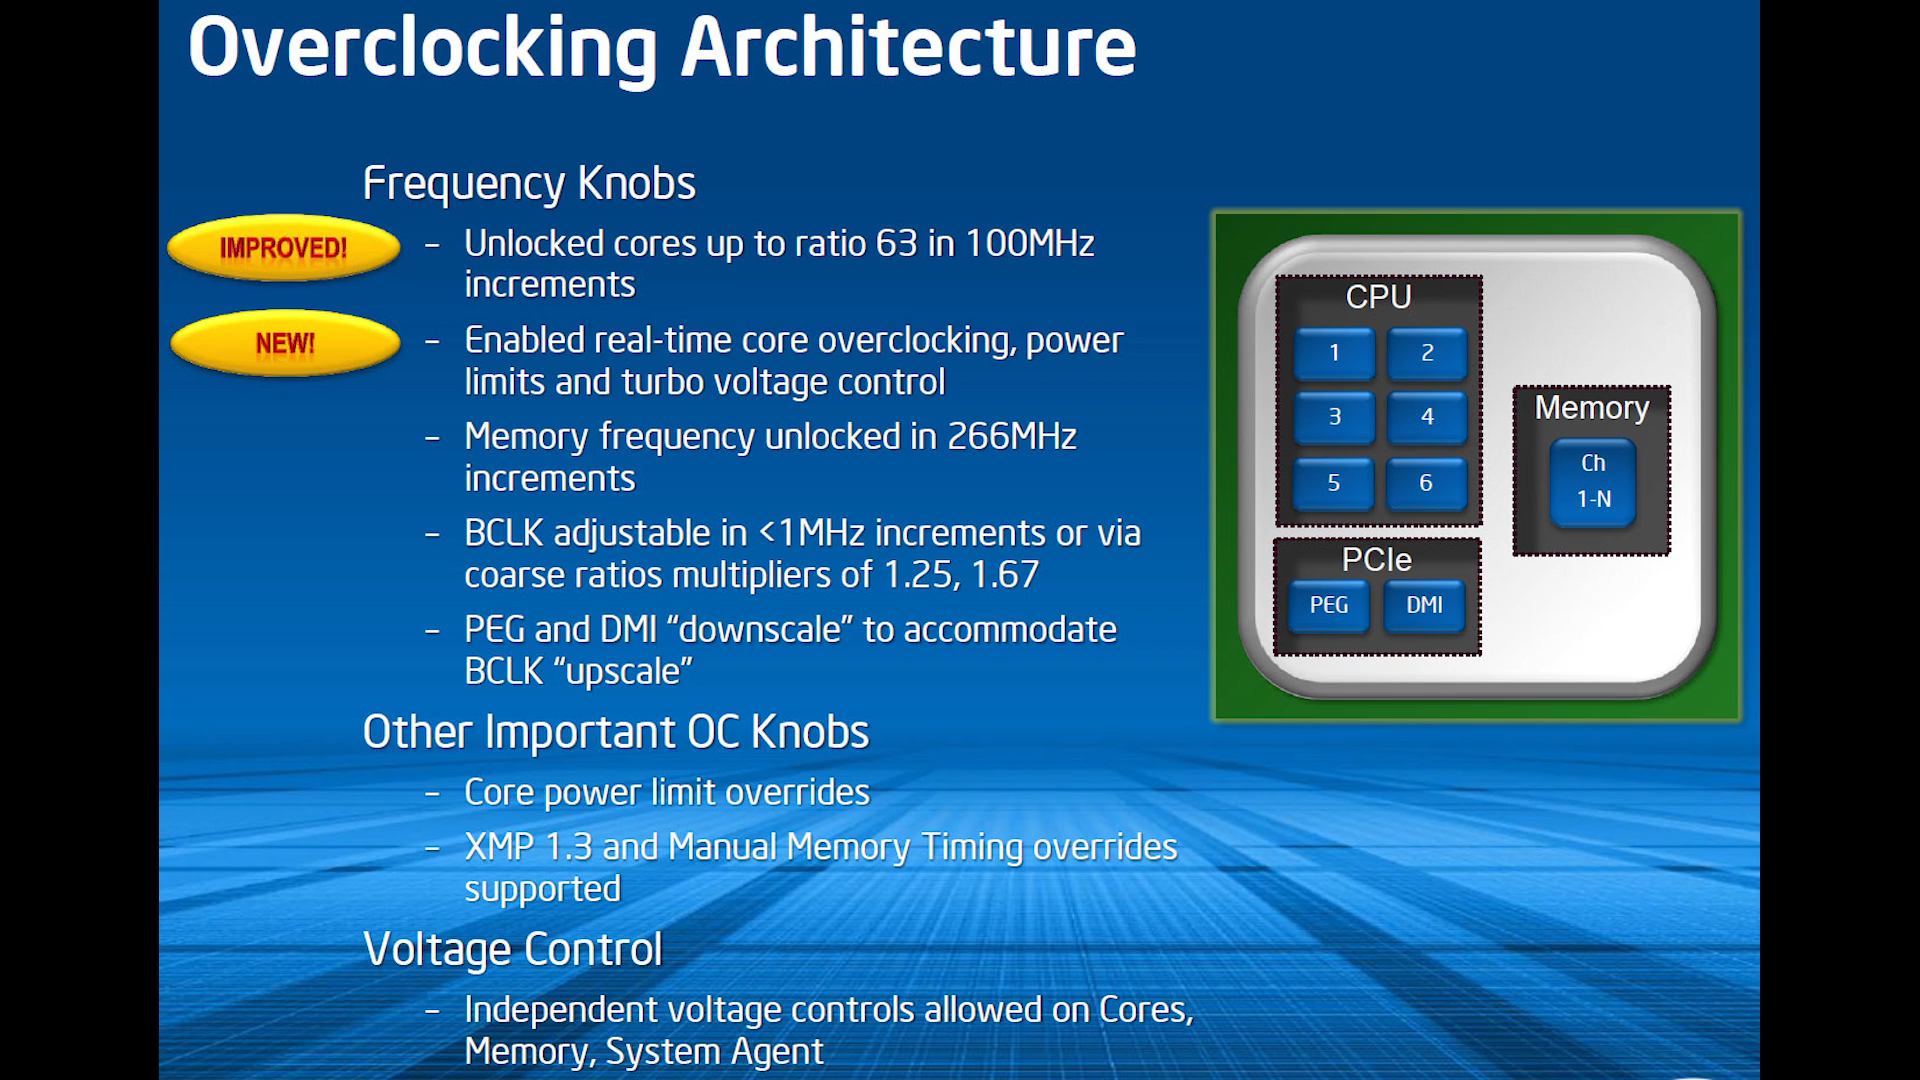 Overclocking Architecture
Frequency Knobs
IMPROVED!
– Unlocked cores up to ratio 63 in 100MHz
increments
NEW!
– Enabled real-time core overclocking, power
limits and turbo voltage control
– Memory frequency unlocked in 266MHz
increments
– BCLK adjustable in <1MHz increments or via
coarse ratios multipliers of 1.25, 1.67
– PEG and DMI “downscale” to accommodate
BCLK “upscale”
Other Important OC Knobs
– Core power limit overrides
– XMP 1.3 and Manual Memory Timing overrides
supported
Voltage Control
– Independent voltage controls allowed on Cores,
Memory, System Agent
CPU
1 2
3 4
5 6
PCIe
PEG DMI
Memory
Ch
1-N